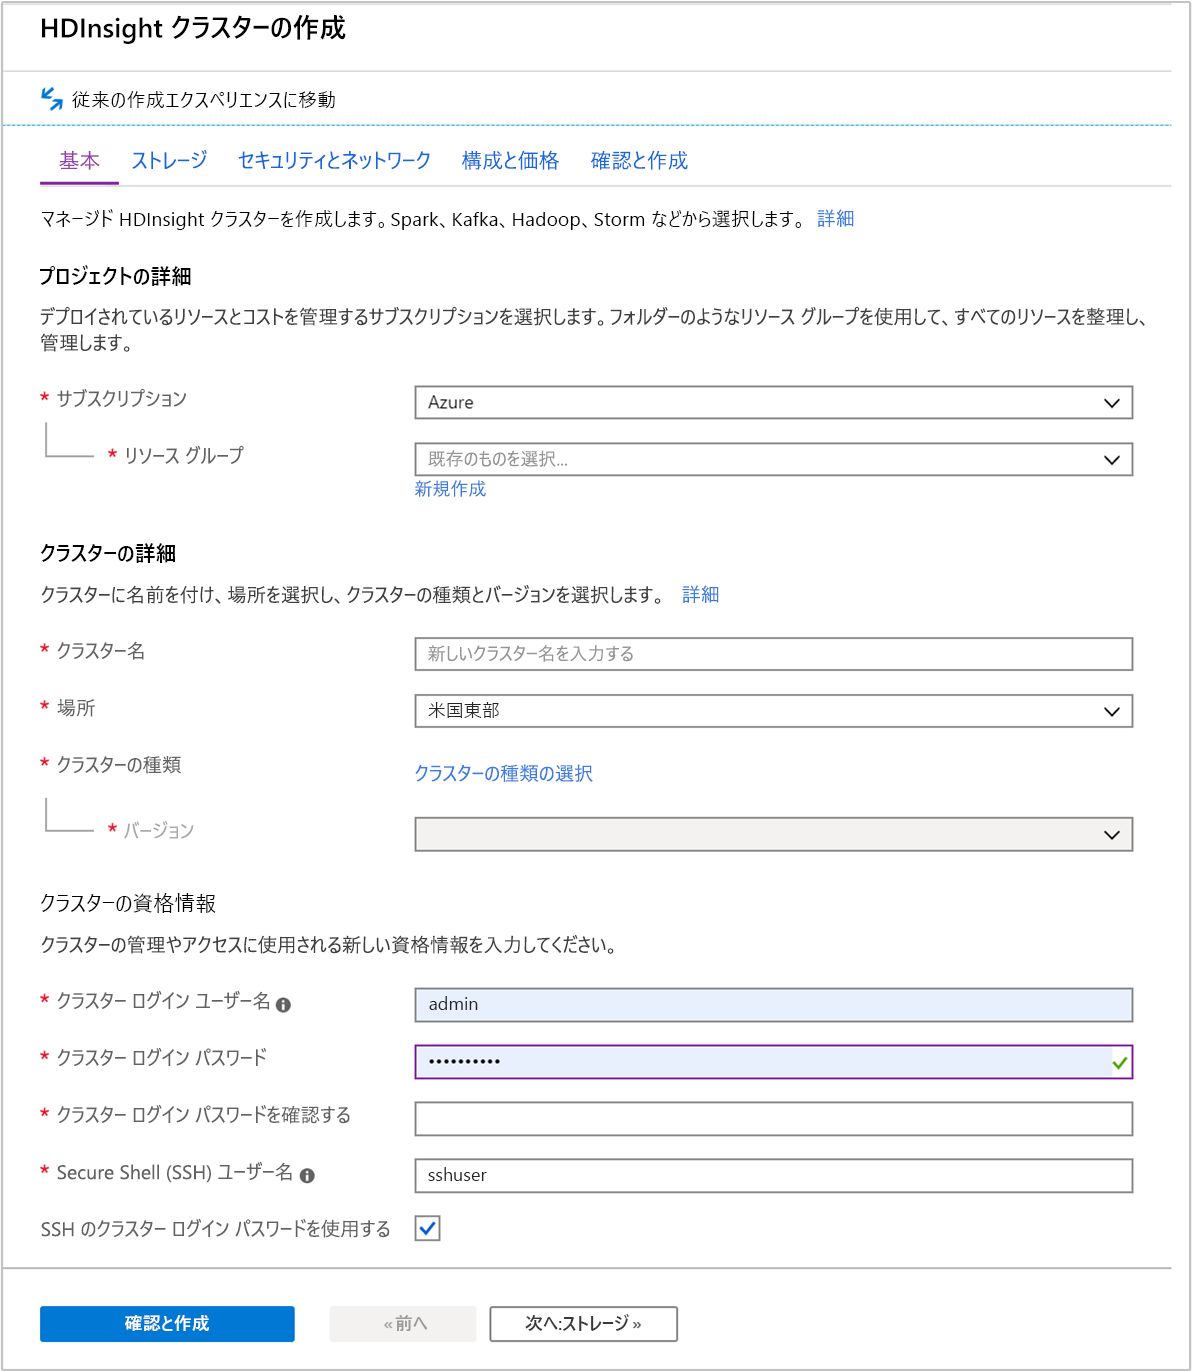 HDInsight クラスターの作成
従来の作成エクスペリエンスに移動
基本 ストレージ セキュリティとネットワーク 構成と価格 確認と作成
マネージド HDInsight クラスターを作成します。Spark、Kafka、Hadoop、Storm などから選択します。 詳細
プロジェクトの詳細
デプロイされているリソースとコストを管理するサブスクリプションを選択します。フォルダーのようなリソース グループを使用して、すべてのリソースを整理し、
管理します。
* サブスクリプション Azure
* リソース グループ 既存のものを選択...
新規作成
クラスターの詳細
クラスターに名前を付け、場所を選択し、クラスターの種類とバージョンを選択します。 詳細
* クラスター名 新しいクラスター名を入力する
* 場所 米国東部
* クラスターの種類 クラスターの種類の選択
* バージョン
クラスターの資格情報
クラスターの管理やアクセスに使用される新しい資格情報を入力してください。
* クラスター ログイン ユーザー名 admin
* クラスター ログイン パスワード ••••••••••
* クラスター ログイン パスワードを確認する
* Secure Shell (SSH) ユーザー名 sshuser
SSH のクラスター ログイン パスワードを使用する
確認と作成 «前へ 次へ:ストレージ »